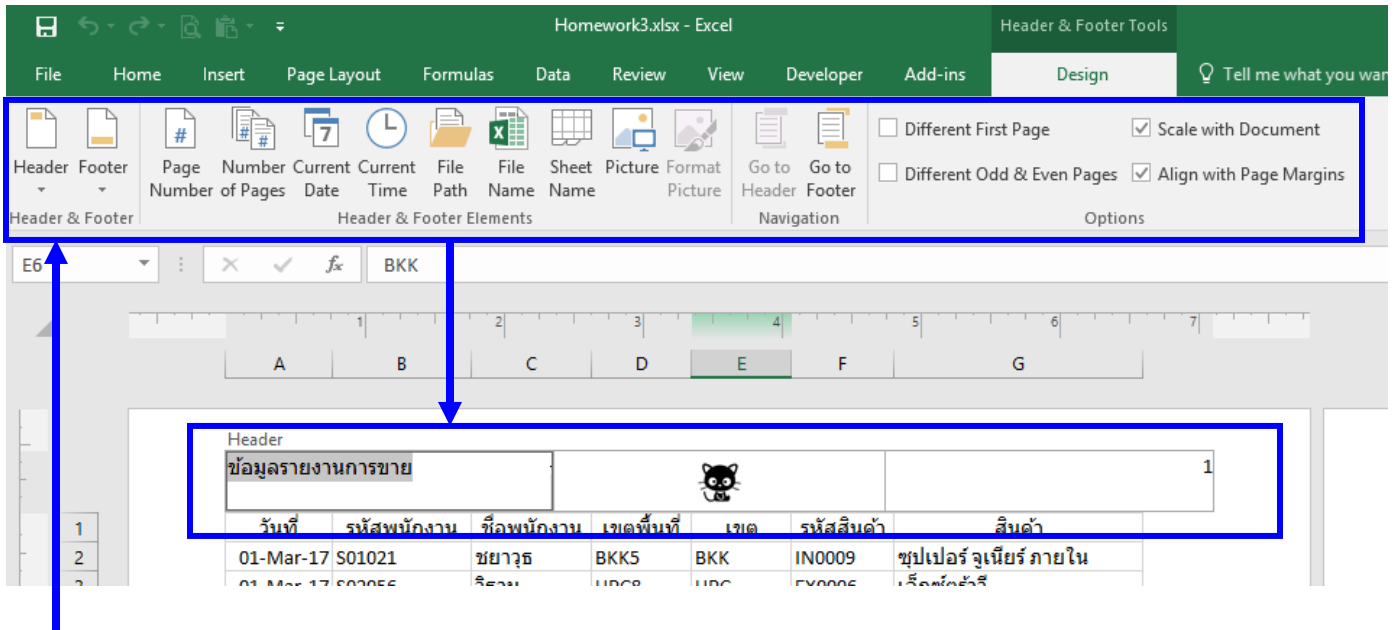 Homework3.xlsx - Excel
Header & Footer Tools
File Home Insert Page Layout Formulas Data Review View Developer Add-ins Design Tell me what you wan
Header Footer Page Number Number of Pages Current Date Current Time File Path File Name Sheet Name Picture Format Picture Go to Header Go to Footer
Different First Page Scale with Document
Different Odd & Even Pages Align with Page Margins
Header & Footer Header & Footer Elements Navigation Options
E6 fx BKK
1 2 3 4 5 6 7
A B C D E F G
Header
ข้อมูลรายงานการขาย 1
1 วันที่ รหัสพนักงาน ชื่อพนักงาน เขตพื้นที่ เขต รหัสสินค้า สินค้า
2 01-Mar-17 S01021 ชยาวุธ BKK5 BKK IN0009 ซุปเปอร์ จูเนียร์ ภายใน